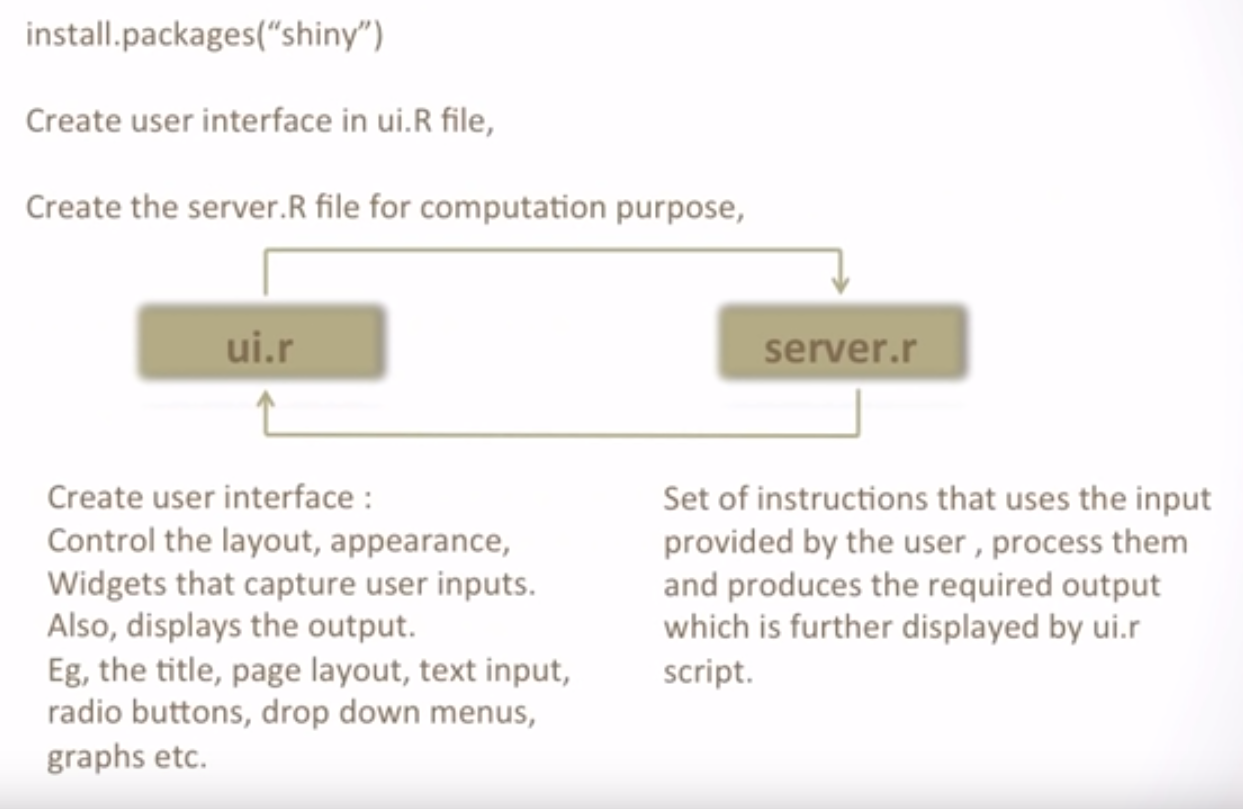 install.packages(“shiny”)
Create user interface in ui.R file,
Create the server.R file for computation purpose,
ui.r
server.r
Create user interface :
Control the layout, appearance,
Widgets that capture user inputs.
Also, displays the output.
Eg, the title, page layout, text input,
radio buttons, drop down menus,
graphs etc.
Set of instructions that uses the input
provided by the user , process them
and produces the required output
which is further displayed by ui.r
script.